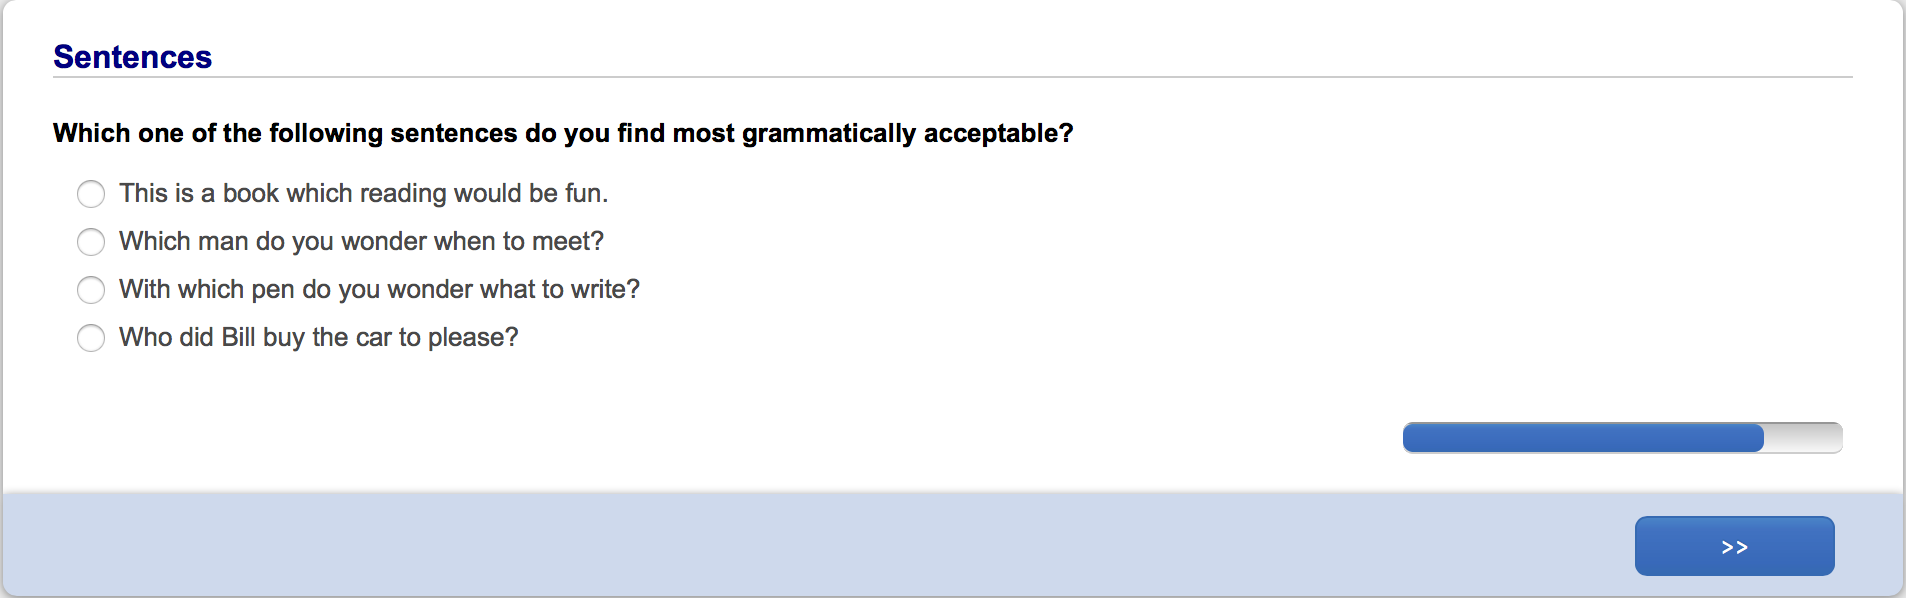 Sentences
Which one of the following sentences do you find most grammatically acceptable?
This is a book which reading would be fun.
Which man do you wonder when to meet?
With which pen do you wonder what to write?
Who did Bill buy the car to please?
>>